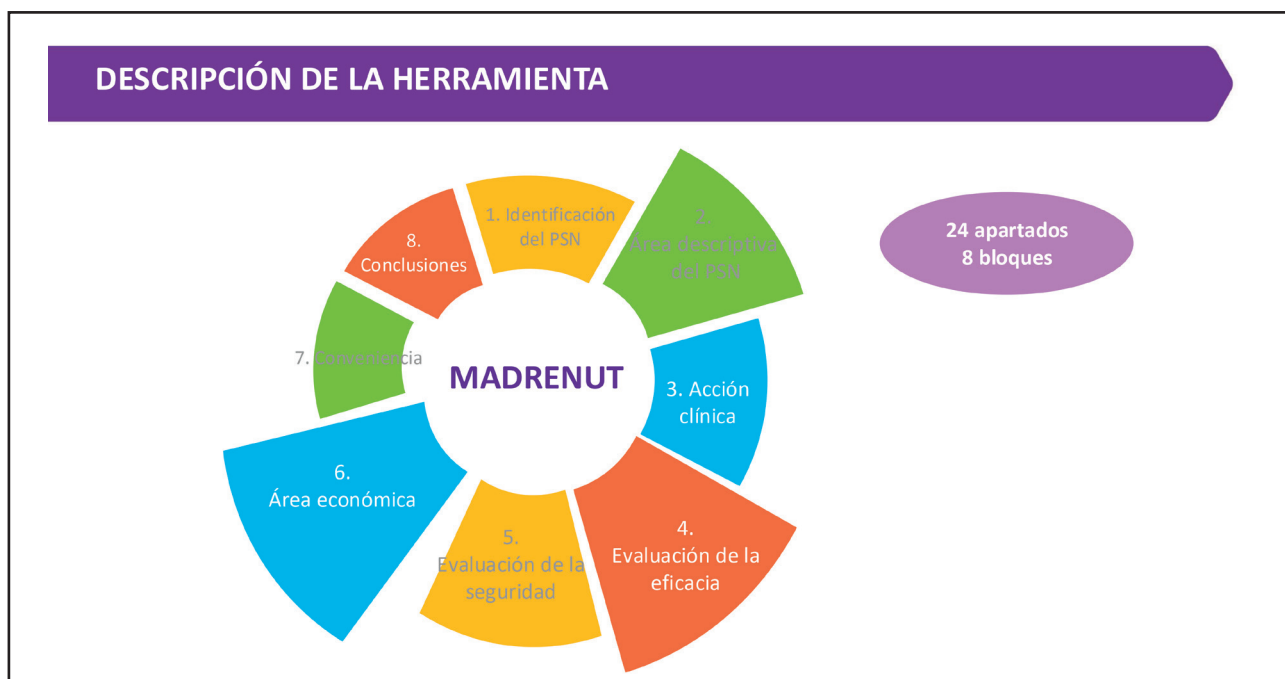 DESCRIPCIÓN DE LA HERRAMIENTA
1. Identificación
del PSN
2.
Área descriptiva
del PSN
24 apartados
8 bloques
3. Acción
clínica
4.
Evaluación de la
eficacia
5.
Evaluación de la
seguridad
6.
Área económica
7. Conveniencia
8.
Conclusiones
MADRENUT